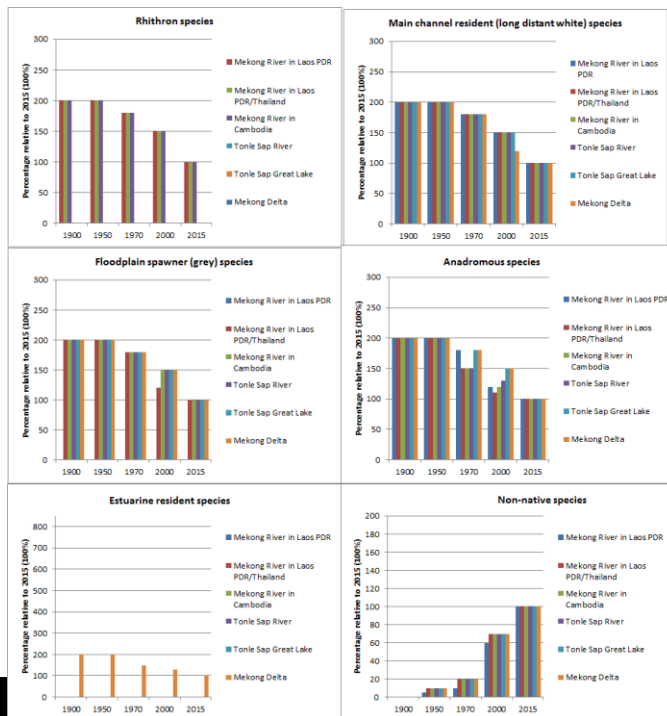 Rhithron species
Percentage relative to 2015 (100%)
300
250
200
150
100
50
0
1900 1950 1970 2000 2015
Mekong River in Laos PDR
Mekong River in Laos
PDR/Thailand
Mekong River in
Cambodia
Tonle Sap River
Tonle Sap Great Lake
Mekong Delta
Main channel resident (long distant white) species
Percentage relative to 2015 (100%)
300
250
200
150
100
50
0
1900 1950 1970 2000 2015
Mekong River in Laos
PDR
Mekong River in Laos
PDR/Thailand
Mekong River in
Cambodia
Tonle Sap River
Tonle Sap Great Lake
Mekong Delta
Floodplain spawner (grey) species
Percentage relative to 2015 (100%)
300
250
200
150
100
50
0
1900 1950 1970 2000 2015
Mekong River in Laos PDR
Mekong River in Laos
PDR/Thailand
Mekong River in
Cambodia
Tonle Sap River
Tonle Sap Great Lake
Mekong Delta
Anadromous species
Percentage relative to 2015 (100%)
300
250
200
150
100
50
0
1900 1950 1970 2000 2015
Mekong River in Laos PDR
Mekong River in Laos
PDR/Thailand
Mekong River in
Cambodia
Tonle Sap River
Tonle Sap Great Lake
Mekong Delta
Estuarine resident species
Percentage relative to 2015 (100%)
800
700
600
500
400
300
200
100
0
1900 1950 1970 2000 2015
Mekong River in Laos PDR
Mekong River in Laos
PDR/Thailand
Mekong River in
Cambodia
Tonle Sap River
Tonle Sap Great Lake
Mekong Delta
Non-native species
Percentage relative to 2015 (100%)
200
180
160
140
120
100
80
60
40
20
0
1900 1950 1970 2000 2015
Mekong River in Laos PDR
Mekong River in Laos
PDR/Thailand
Mekong River in
Cambodia
Tonle Sap River
Tonle Sap Great Lake
Mekong Delta